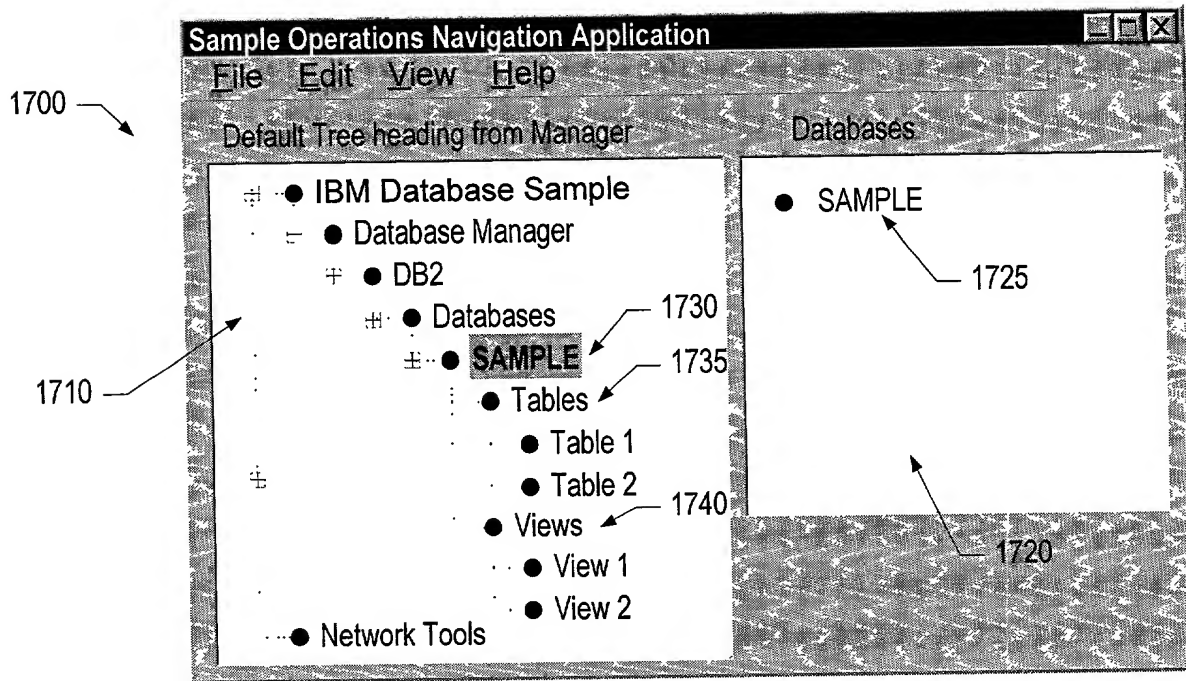 Sample Operations Navigation Application
File Edit View Help
1700
Default Tree heading from Manager
Databases
IBM Database Sample
SAMPLE
Database Manager
DB2
1725
Databases
1730
SAMPLE
1735
1710
Tables
Table 1
Table 2
1740
Views
1720
View 1
View 2
Network Tools